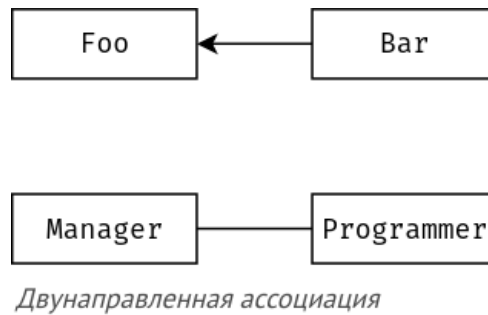 Foo
Bar
Manager
Programmer
Двунаправленная ассоциация